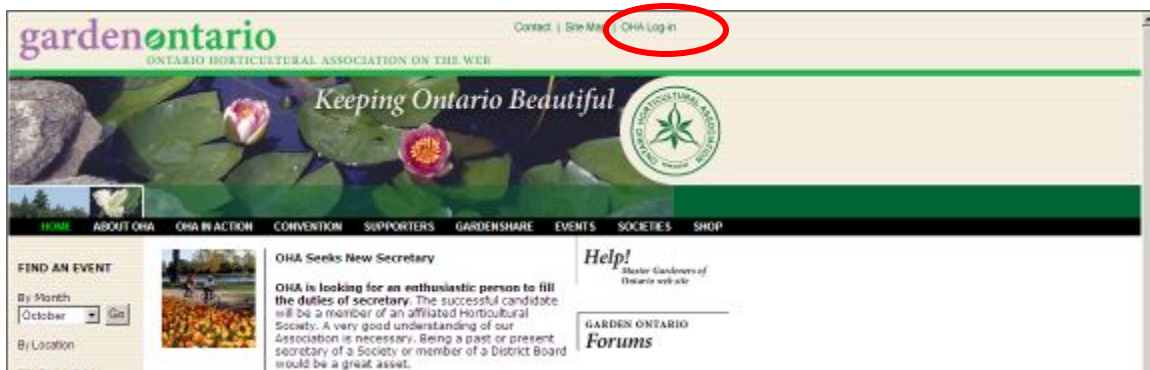 gardenontario
Contact | Site Map | OHA Log-in
ONTARIO HORTICULTURAL ASSOCIATION ON THE WEB
Keeping Ontario Beautiful
ONTARIO HORTICULTURAL ASSOCIATION
HOME ABOUT OHA OHA IN ACTION CONVENTION SUPPORTERS GARDENSHARE EVENTS SOCIETIES SHOP
FIND AN EVENT
By Month
October Go
By Location
OHA Seeks New Secretary
OHA is looking for an enthusiastic person to fill
the duties of secretary. The successful candidate
will be a member of an affiliated Horticultural
Society. A very good understanding of our
Association is necessary. Being a past or present
secretary of a Society or member of a District Board
would be a great asset.
Help!
Master Gardeners of
Ontario web site
GARDEN ONTARIO
Forums